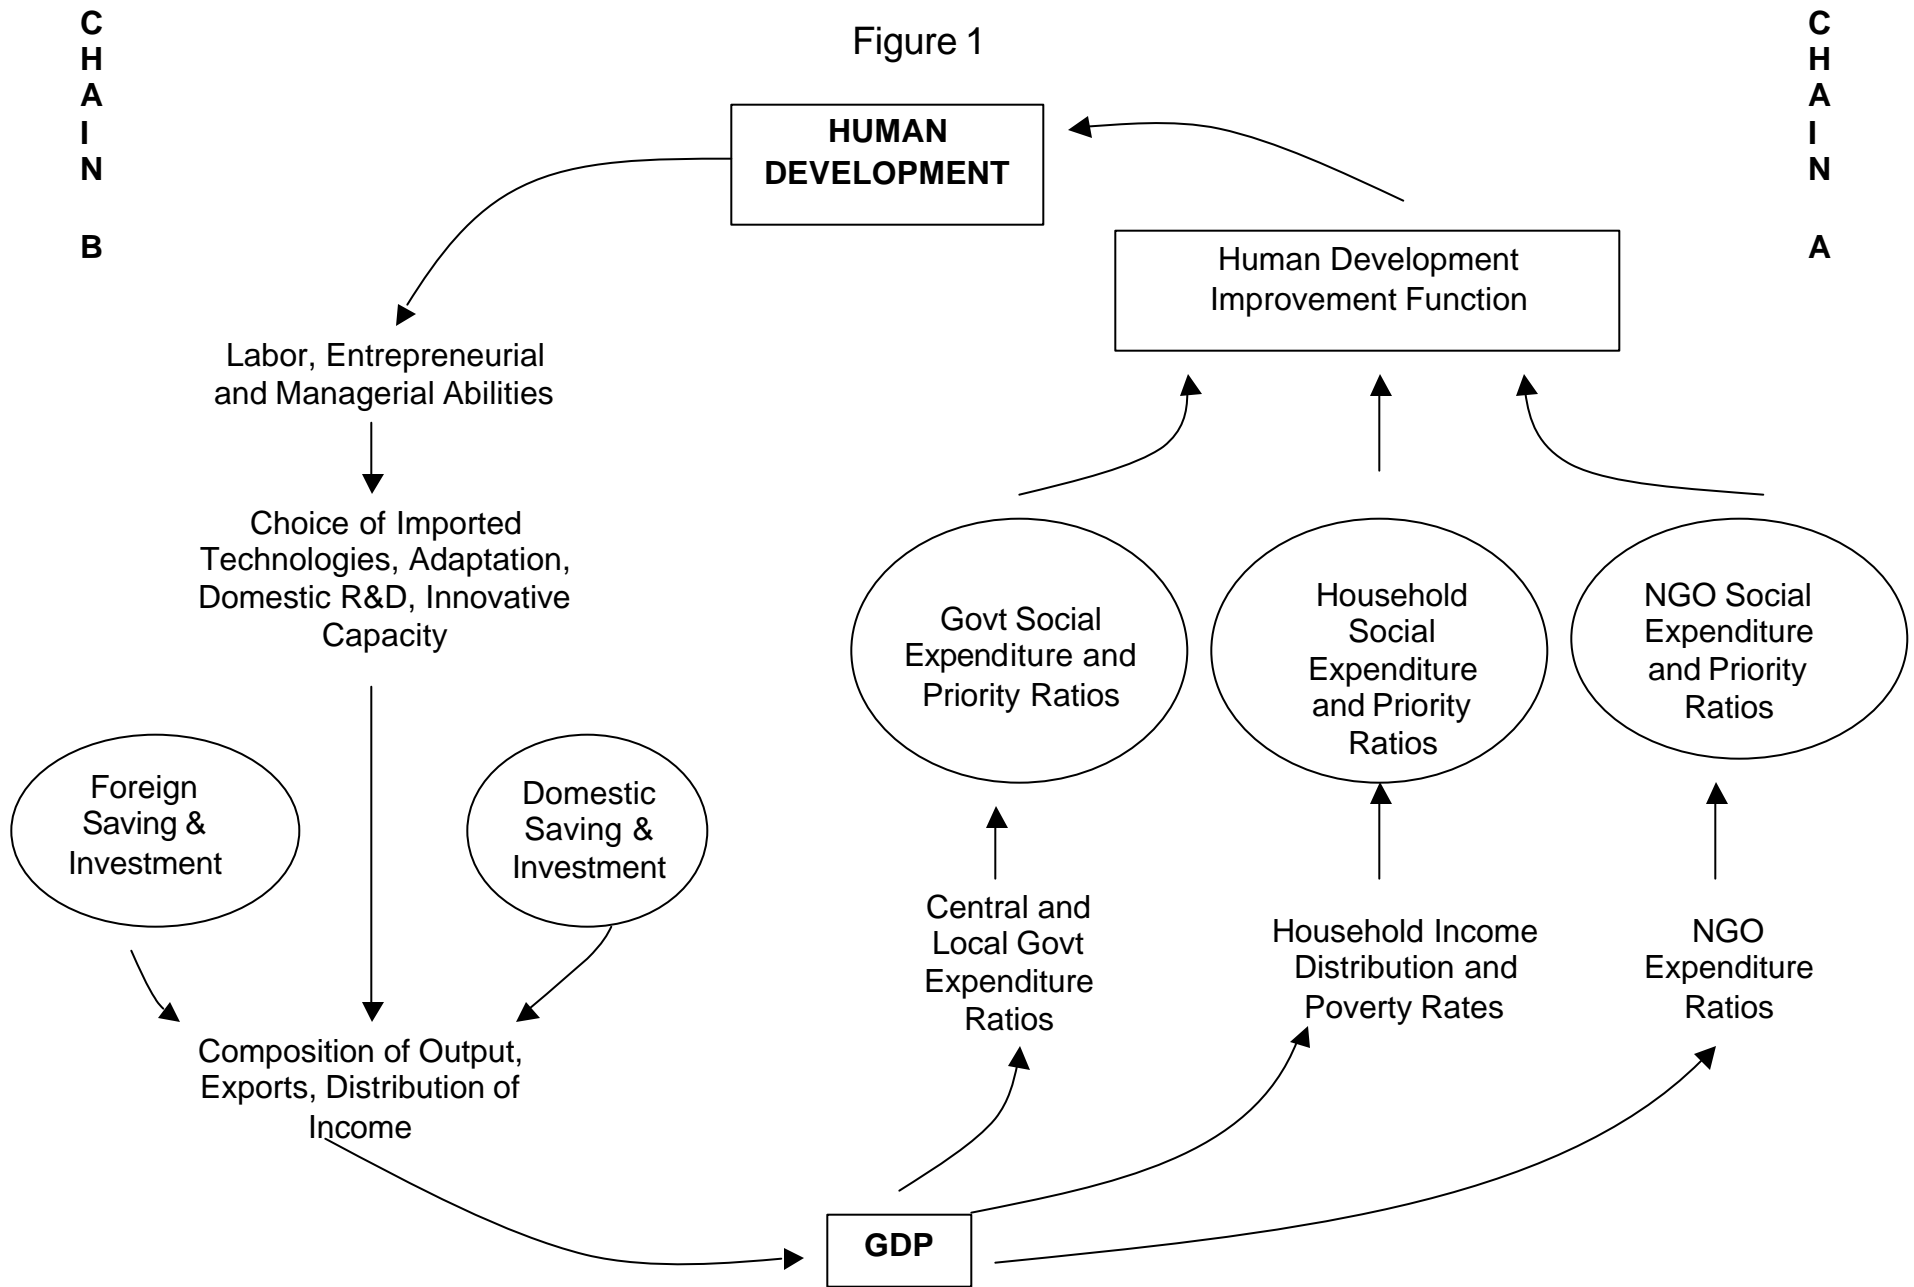 C
H
A
I
N
B
Figure 1
C
H
A
I
N
A
HUMAN
DEVELOPMENT
Human Development
Improvement Function
Labor, Entrepreneurial
and Managerial Abilities
Choice of Imported
Technologies, Adaptation,
Domestic R&D, Innovative
Capacity
Govt Social
Expenditure and
Priority Ratios
Household
Social
Expenditure
and Priority
Ratios
NGO Social
Expenditure
and Priority
Ratios
Foreign
Saving &
Investment
Domestic
Saving &
Investment
Central and
Local Govt
Expenditure
Ratios
Household Income
Distribution and
Poverty Rates
NGO
Expenditure
Ratios
Composition of Output,
Exports, Distribution of
Income
GDP